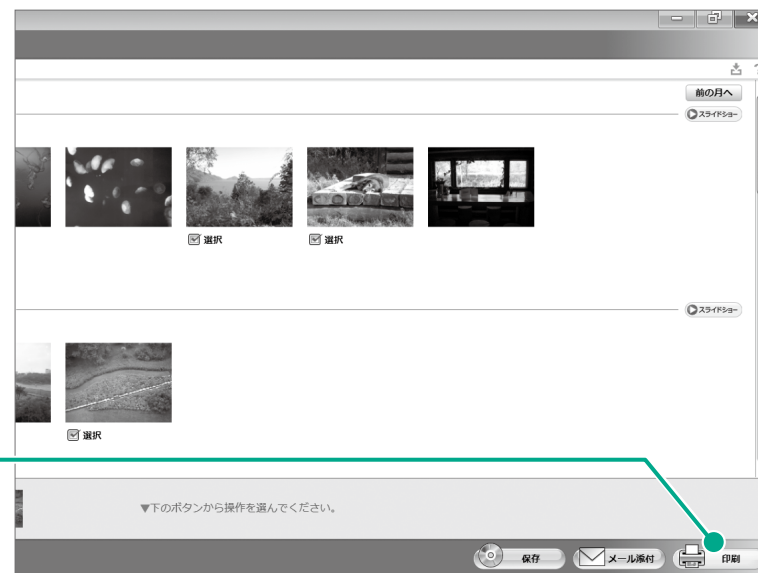 前の月へ
スライドショー
選択
選択
スライドショー
選択
▼下のボタンから操作を選んでください。
保存
メール添付
印刷